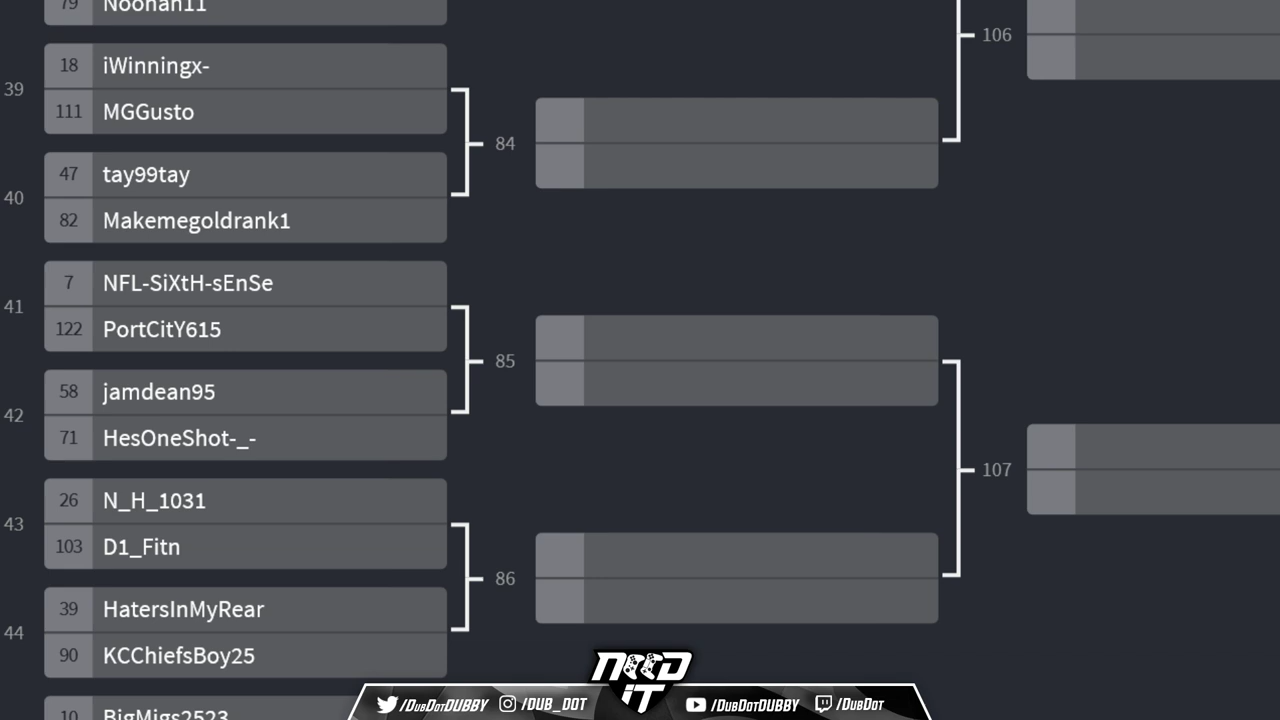 79 Noonan11
106
18 iWinningx-
39
111 MGGusto
84
47 tay99tay
40
82 Makemegoldrank1
7 NFL-SiXtH-sEnSe
41
122 PortCitY615
85
58 jamdean95
42
71 HesOneShot-_-
107
26 N_H_1031
43
103 D1_Fitn
86
39 HatersInMyRear
44
90 KCChiefsBoy25
NEED IT
10 BigMigs2523
/DubDotDUBBY /DUB_DOT /DubDotDUBBY /DubDot